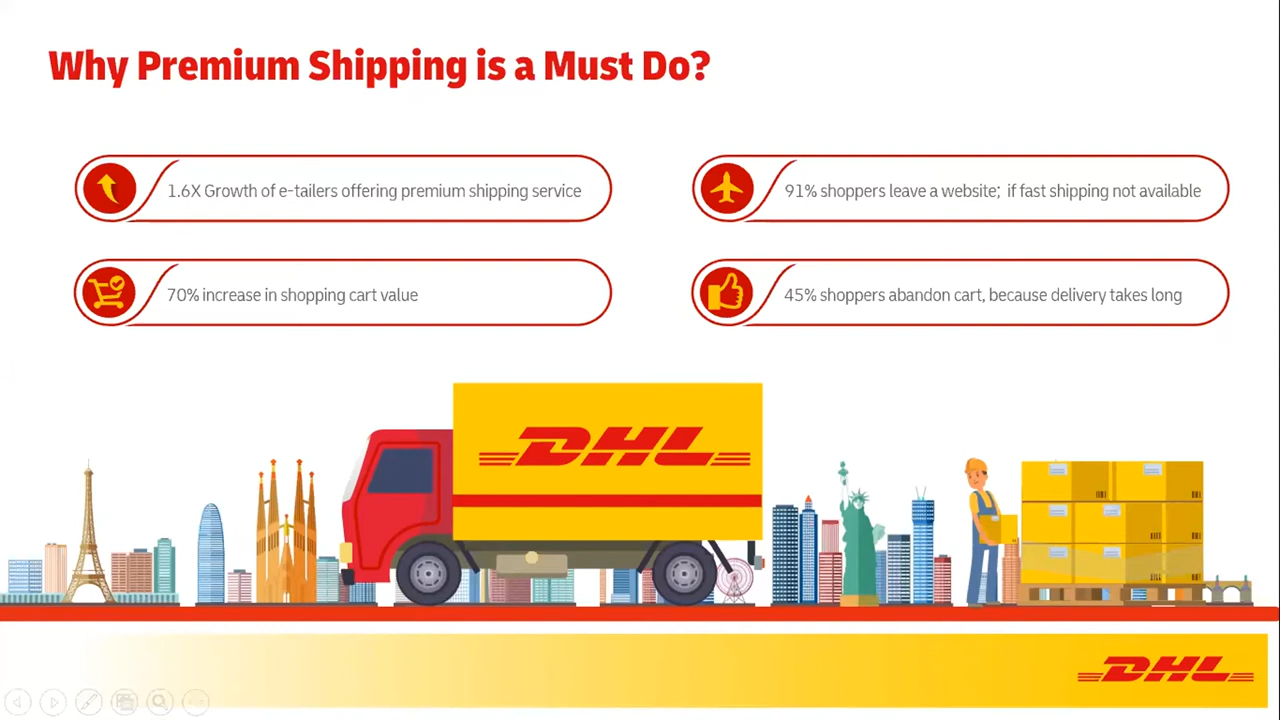 Why Premium Shipping is a Must Do?
1.6X Growth of e-tailers offering premium shipping service
91% shoppers leave a website; if fast shipping not available
70% increase in shopping cart value
45% shoppers abandon cart, because delivery takes long
DHL
DHL